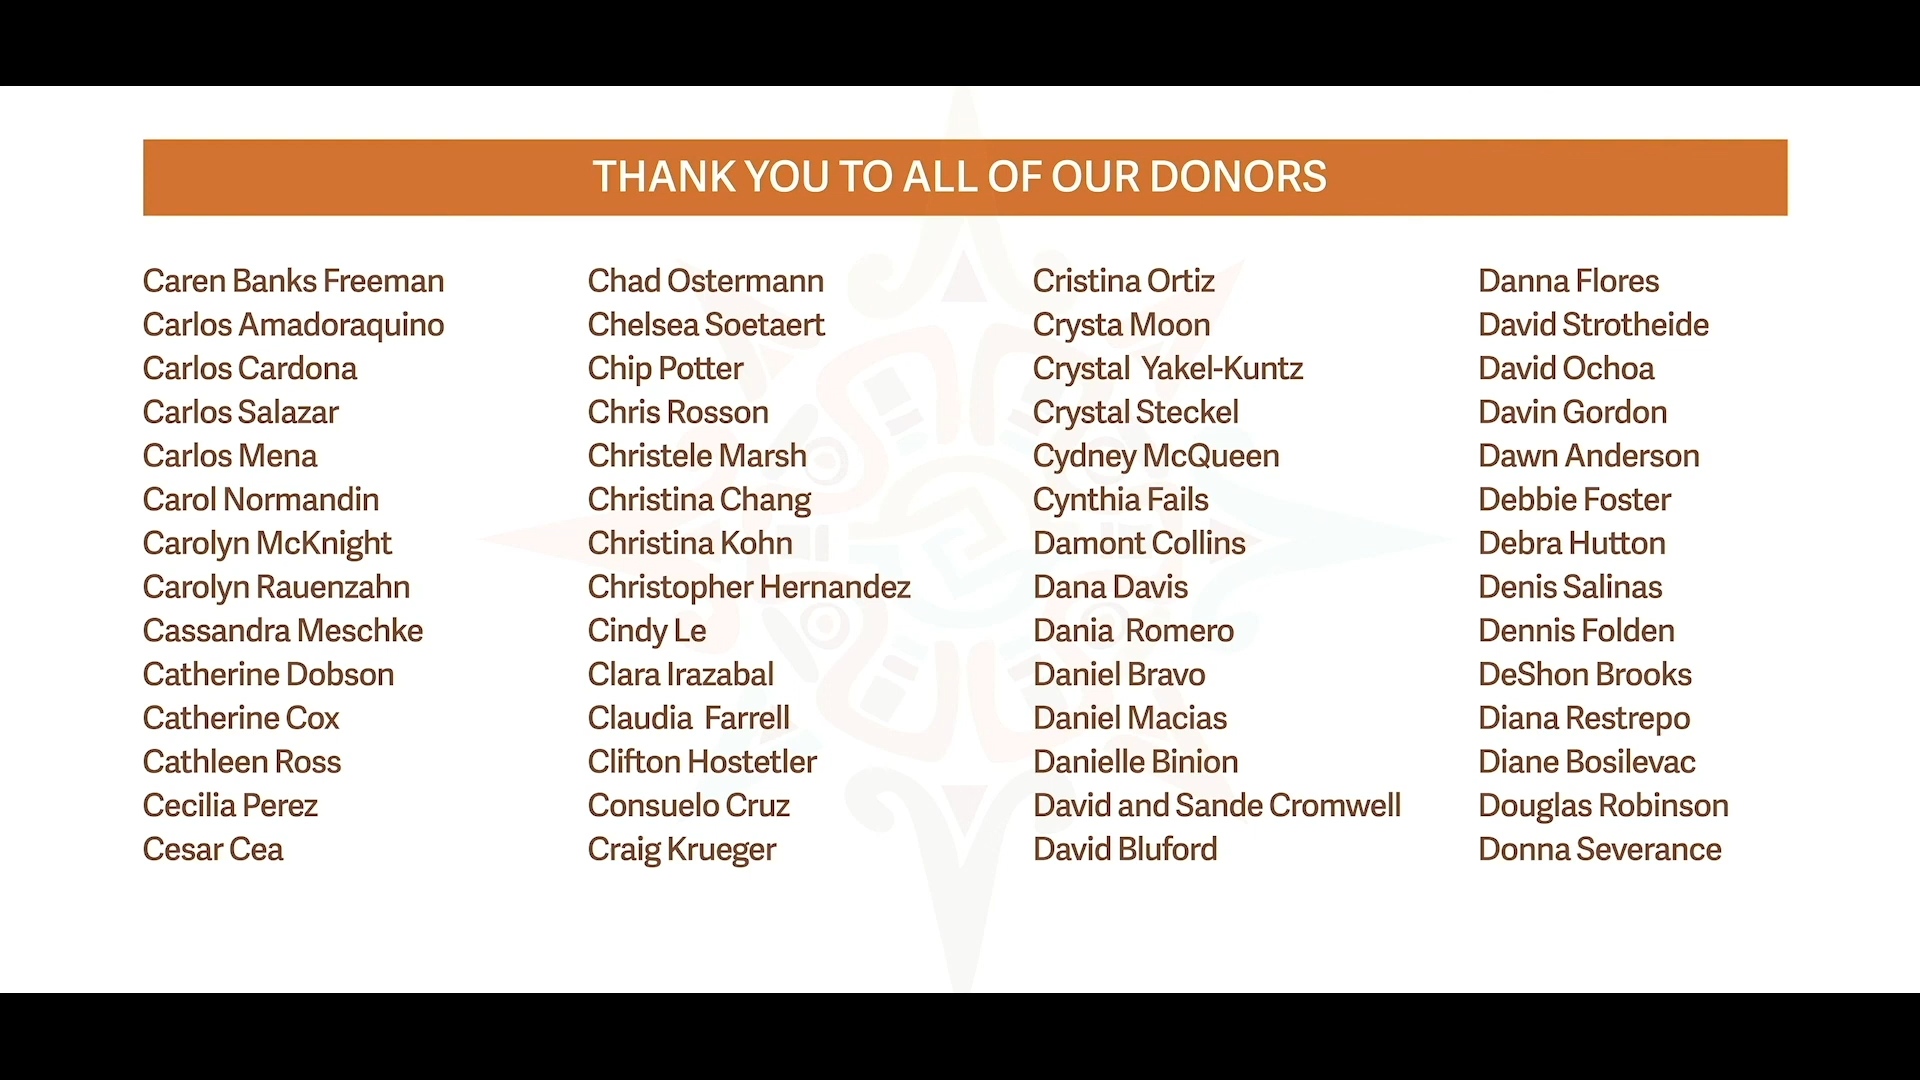 THANK YOU TO ALL OF OUR DONORS
Caren Banks Freeman
Carlos Amadoraquino
Carlos Cardona
Carlos Salazar
Carlos Mena
Carol Normandin
Carolyn McKnight
Carolyn Rauenzahn
Cassandra Meschke
Catherine Dobson
Catherine Cox
Cathleen Ross
Cecilia Perez
Cesar Cea
Chad Ostermann
Chelsea Soetaert
Chip Potter
Chris Rosson
Christele Marsh
Christina Chang
Christina Kohn
Christopher Hernandez
Cindy Le
Clara Irazabal
Claudia  Farrell
Clifton Hostetler
Consuelo Cruz
Craig Krueger
Cristina Ortiz
Crysta Moon
Crystal  Yakel-Kuntz
Crystal Steckel
Cydney McQueen
Cynthia Fails
Damont Collins
Dana Davis
Dania  Romero
Daniel Bravo
Daniel Macias
Danielle Binion
David and Sande Cromwell
David Bluford
Danna Flores
David Strotheide
David Ochoa
Davin Gordon
Dawn Anderson
Debbie Foster
Debra Hutton
Denis Salinas
Dennis Folden
DeShon Brooks
Diana Restrepo
Diane Bosilevac
Douglas Robinson
Donna Severance